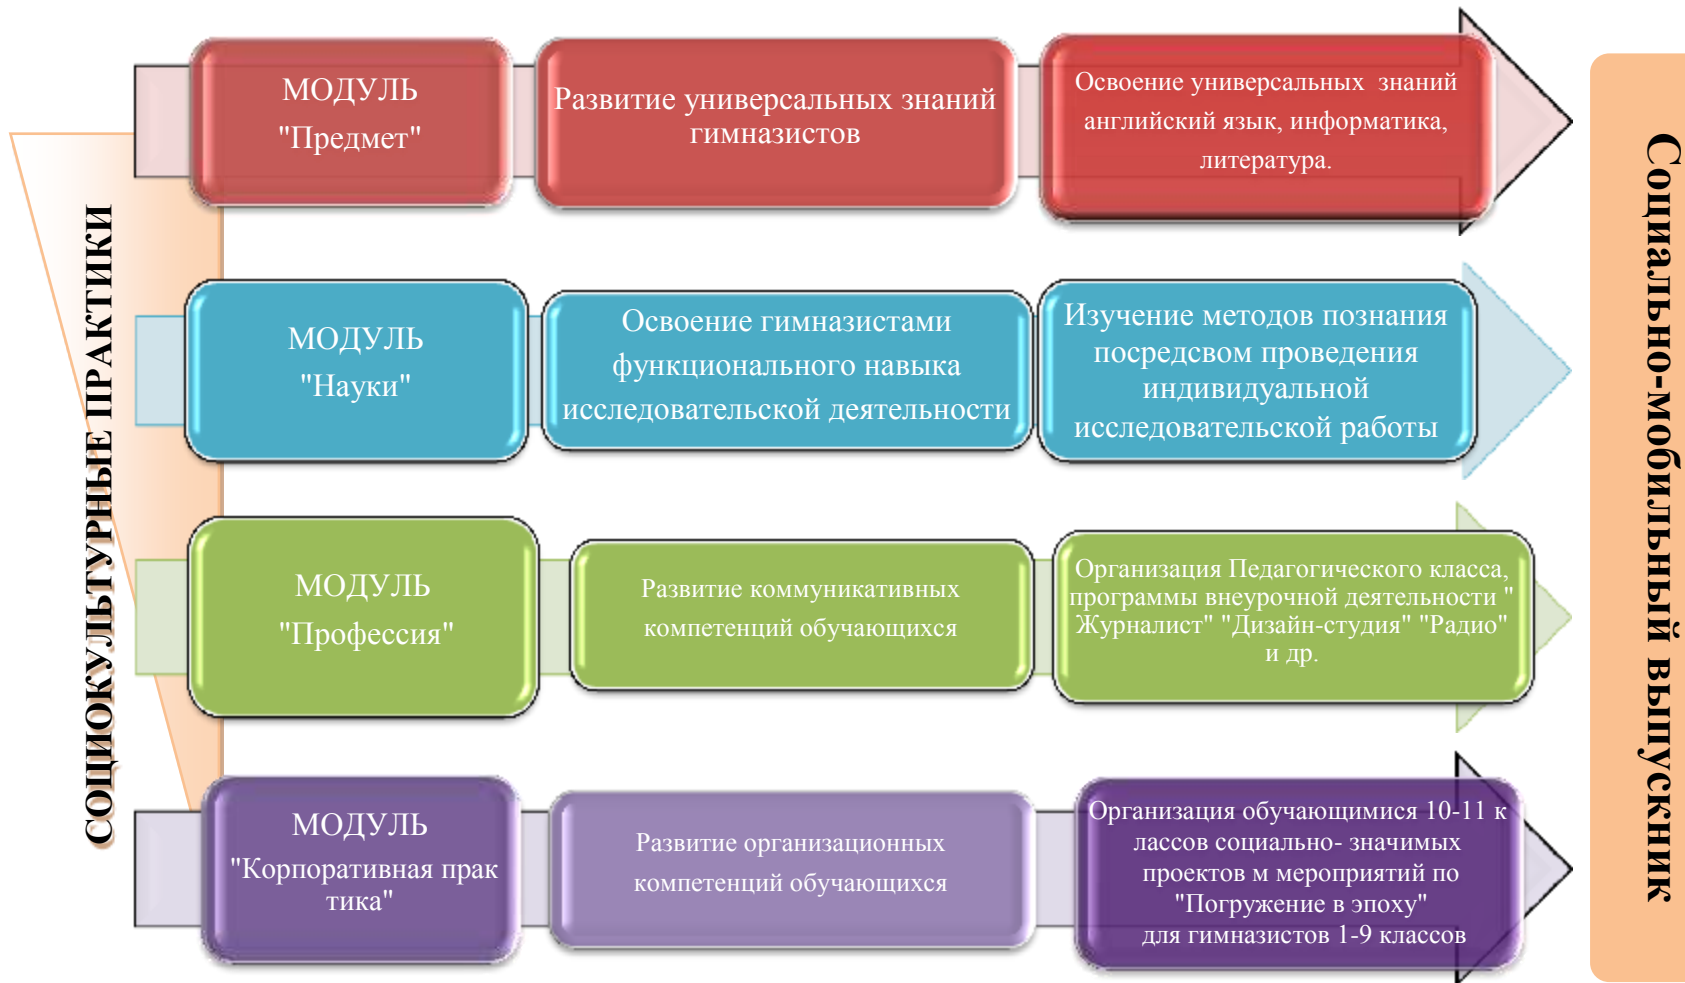 СОЦИОКУЛЬТУРНЫЕ ПРАКТИКИ
МОДУЛЬ
"Предмет"
Развитие универсальных знаний
гимназистов
Освоение универсальных знаний
английский язык, информатика,
литература.
МОДУЛЬ
"Науки"
Освоение гимназистами
функционального навыка
исследовательской деятельности
Изучение методов познания
посредсвом проведения
индивидуальной
исследовательской работы
МОДУЛЬ
"Профессия"
Развитие коммуникативных
компетенций обучающихся
Организация Педагогического класса,
программы внеурочной деятельности "
Журналист" "Дизайн-студия" "Радио"
и др.
МОДУЛЬ
"Корпоративная прак
тика"
Развитие организационных
компетенций обучающихся
Организация обучающимися 10-11 к
лассов социально- значимых
проектов м мероприятий по
"Погружение в эпоху"
для гимназистов 1-9 классов
Социально-мобильный выпускник